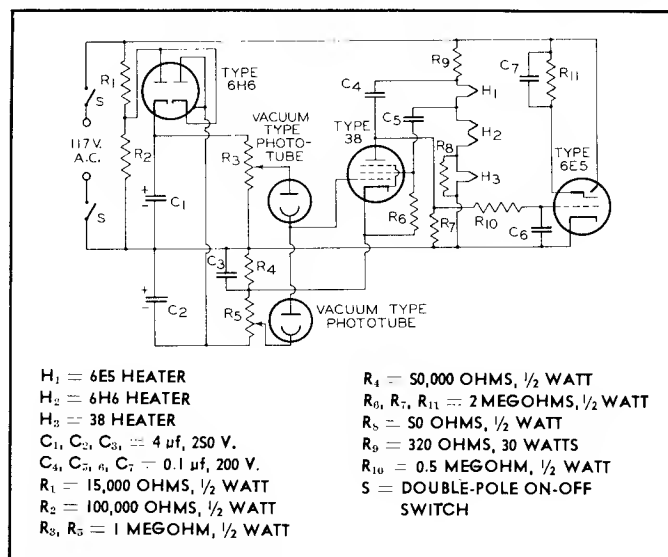 R1
S
117 V.
A.C.
S
R2
TYPE
6H6
VACUUM
TYPE
PHOTO-
TUBE
R3
C1
C2
C3
R4
R5
VACUUM TYPE
PHOTOTUBE
C4
TYPE
38
C5
R6
R7
R8
R9
H1
H2
H3
R10
C6
C7
R11
TYPE
6E5
H1 = 6E5 HEATER
H2 = 6H6 HEATER
H3 = 38 HEATER
C1, C2, C3, = 4 µf, 250 V.
C4, C5, 6, C7 = 0.1 µf, 200 V.
R1 = 15,000 OHMS, ½ WATT
R2 = 100,000 OHMS, ½ WATT
R3, R5 = 1 MEGOHM, ½ WATT
R4 = 50,000 OHMS, ½ WATT
R6, R7, R11 = 2 MEGOHMS, ½ WATT
R8 = 50 OHMS, ½ WATT
R9 = 320 OHMS, 30 WATTS
R10 = 0.5 MEGOHM, ½ WATT
S = DOUBLE-POLE ON-OFF
SWITCH